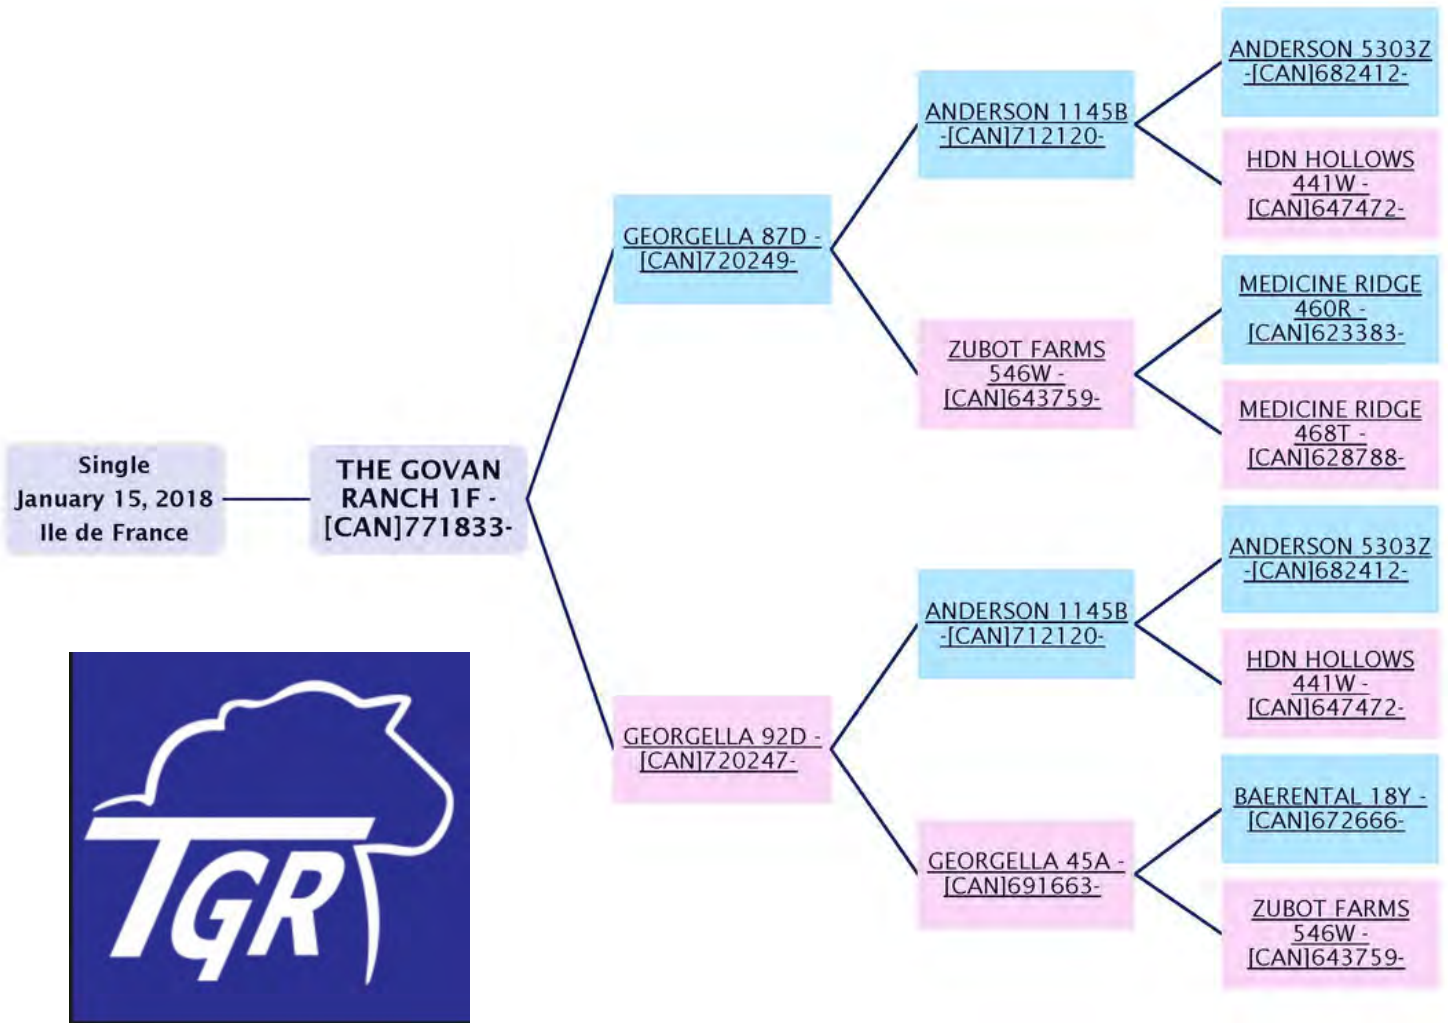 Single
January 15, 2018
Ile de France
THE GOVAN
RANCH 1F -
[CAN]771833-
GEORGELLA 87D -
[CAN]720249-
GEORGELLA 92D -
[CAN]720247-
ANDERSON 1145B
-[CAN]712120-
ZUBOT FARMS
546W -
[CAN]643759-
ANDERSON 1145B
-[CAN]712120-
GEORGELLA 45A -
[CAN]691663-
ANDERSON 5303Z
-[CAN]682412-
HDN HOLLOWS
441W -
[CAN]647472-
MEDICINE RIDGE
460R -
[CAN]623383-
MEDICINE RIDGE
468T -
[CAN]628788-
ANDERSON 5303Z
-[CAN]682412-
HDN HOLLOWS
441W -
[CAN]647472-
BAERENTAL 18Y -
[CAN]672666-
ZUBOT FARMS
546W -
[CAN]643759-
TGR